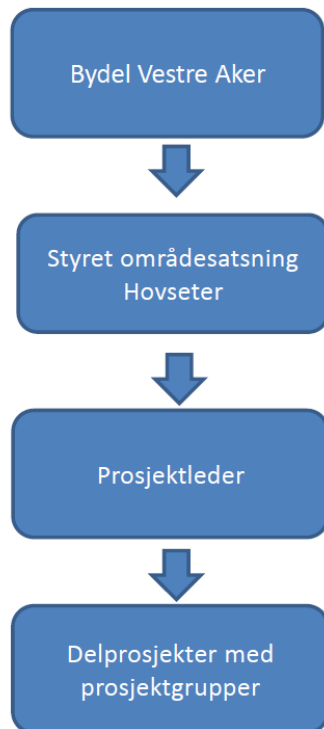 Bydel Vestre Aker
Styret områdesatsning
Hovseter
Prosjektleder
Delprosjekter med
prosjektgrupper